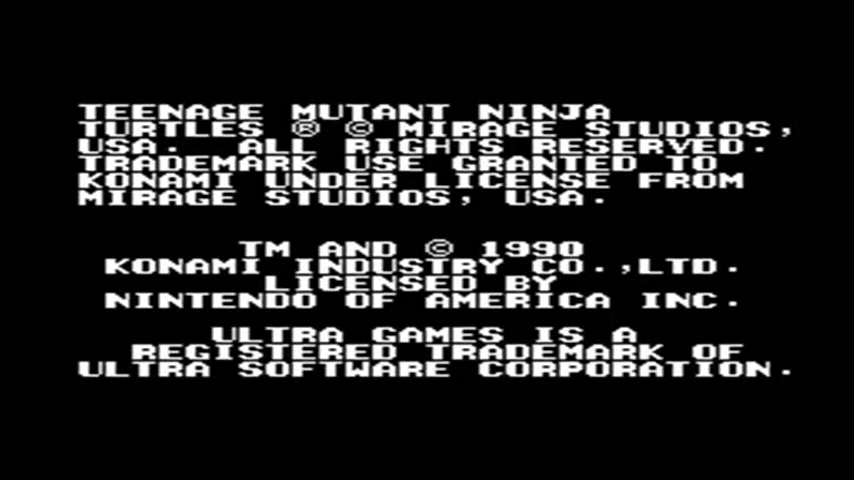 TEENAGE MUTANT NINJA
TURTLES ® © MIRAGE STUDIOS,
USA. ALL RIGHTS RESERVED.
TRADEMARK USE GRANTED TO
KONAMI UNDER LICENSE FROM
MIRAGE STUDIOS, USA.
TM AND © 1990
KONAMI INDUSTRY CO.,LTD.
LICENSED BY
NINTENDO OF AMERICA INC.
ULTRA GAMES IS A
REGISTERED TRADEMARK OF
ULTRA SOFTWARE CORPORATION.